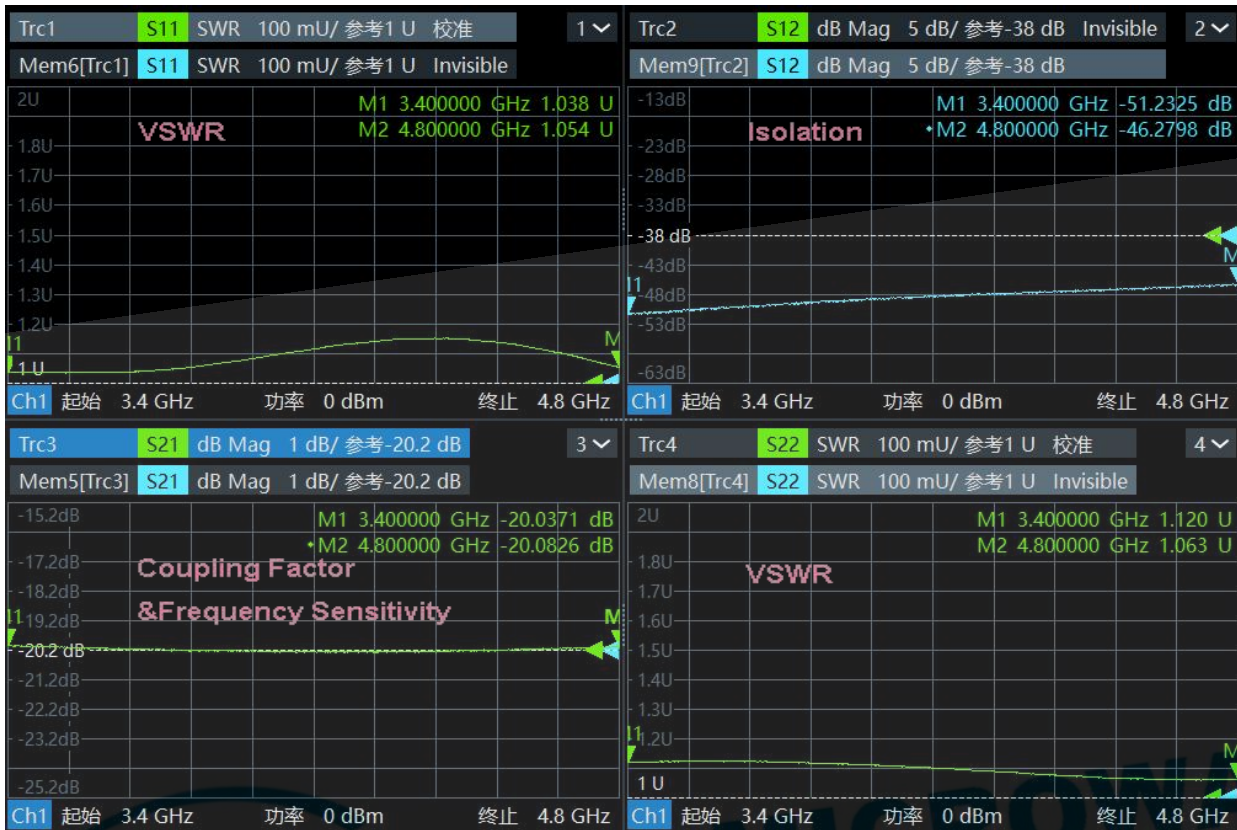 Trc1 S11 SWR 100 mU/ 参考1 U 校准 1
Mem6[Trc1] S11 SWR 100 mU/ 参考1 U Invisible
2U
M1 3.400000 GHz 1.038 U
VSWR
M2 4.800000 GHz 1.054 U
1.8U
1.7U
1.6U
1.5U
1.4U
1.3U
1.2U
1 U
Ch1 起始 3.4 GHz 功率 0 dBm 终止 4.8 GHz
Trc2 S12 dB Mag 5 dB/ 参考-38 dB Invisible 2
Mem9[Trc2] S12 dB Mag 5 dB/ 参考-38 dB
-13dB
M1 3.400000 GHz -51.2325 dB
Isolation
•M2 4.800000 GHz -46.2798 dB
-23dB
-28dB
-33dB
-38 dB
-43dB
-48dB
-53dB
-63dB
Ch1 起始 3.4 GHz 功率 0 dBm 终止 4.8 GHz
Trc3 S21 dB Mag 1 dB/ 参考-20.2 dB 3
Mem5[Trc3] S21 dB Mag 1 dB/ 参考-20.2 dB
-15.2dB
M1 3.400000 GHz -20.0371 dB
•M2 4.800000 GHz -20.0826 dB
-17.2dB
Coupling Factor
-18.2dB
&Frequency Sensitivity
-19.2dB
-20.2 dB
-21.2dB
-22.2dB
-23.2dB
-25.2dB
Ch1 起始 3.4 GHz 功率 0 dBm 终止 4.8 GHz
Trc4 S22 SWR 100 mU/ 参考1 U 校准 4
Mem8[Trc4] S22 SWR 100 mU/ 参考1 U Invisible
2U
M1 3.400000 GHz 1.120 U
M2 4.800000 GHz 1.063 U
1.8U
VSWR
1.7U
1.6U
1.5U
1.4U
1.3U
1.2U
1 U
Ch1 起始 3.4 GHz 功率 0 dBm 终止 4.8 GHz